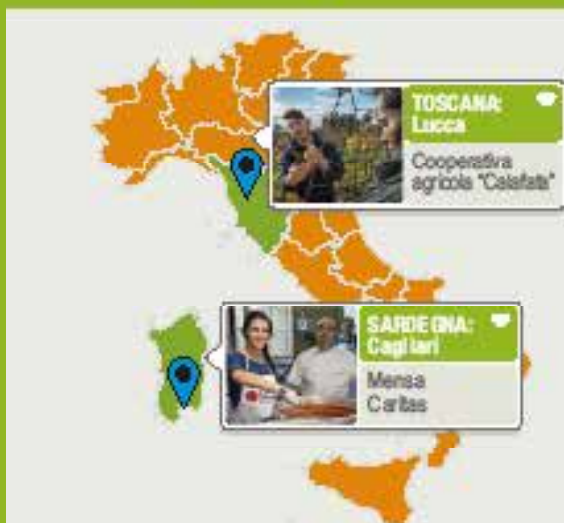 TOSCANA:
Lucca
Cooperativa
agricola "Calafata"
SARDEGNA:
Cagliari
Mensa
Caritas